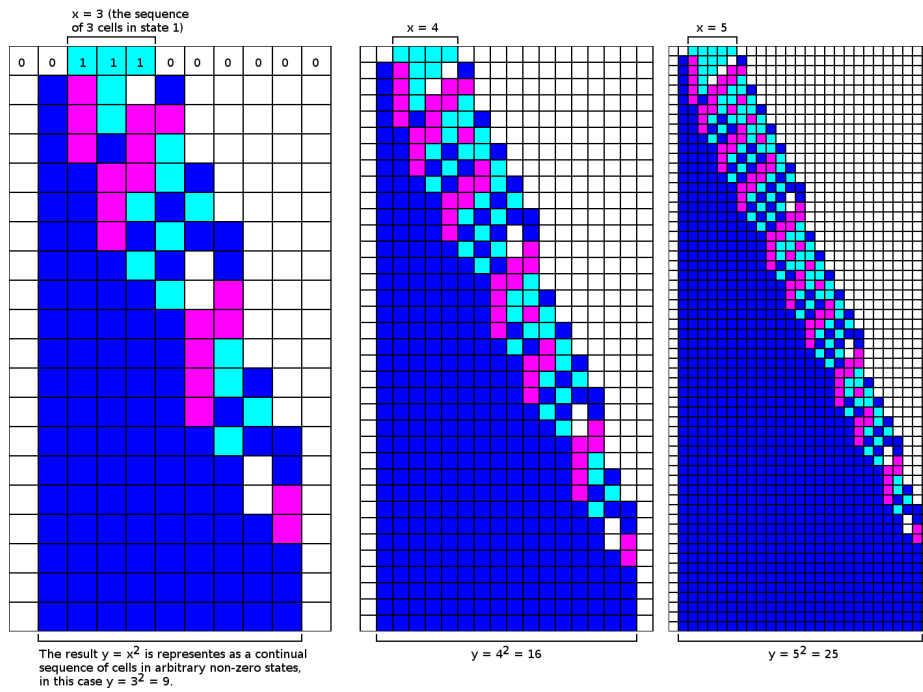 x = 3 (the sequence
of 3 cells in state 1)
x = 4
x = 5
0 0 1 1 1 0 0 0 0 0 0
The result y = x² is representes as a continual
sequence of cells in arbitrary non-zero states,
in this case y = 3² = 9.
y = 4² = 16
y = 5² = 25